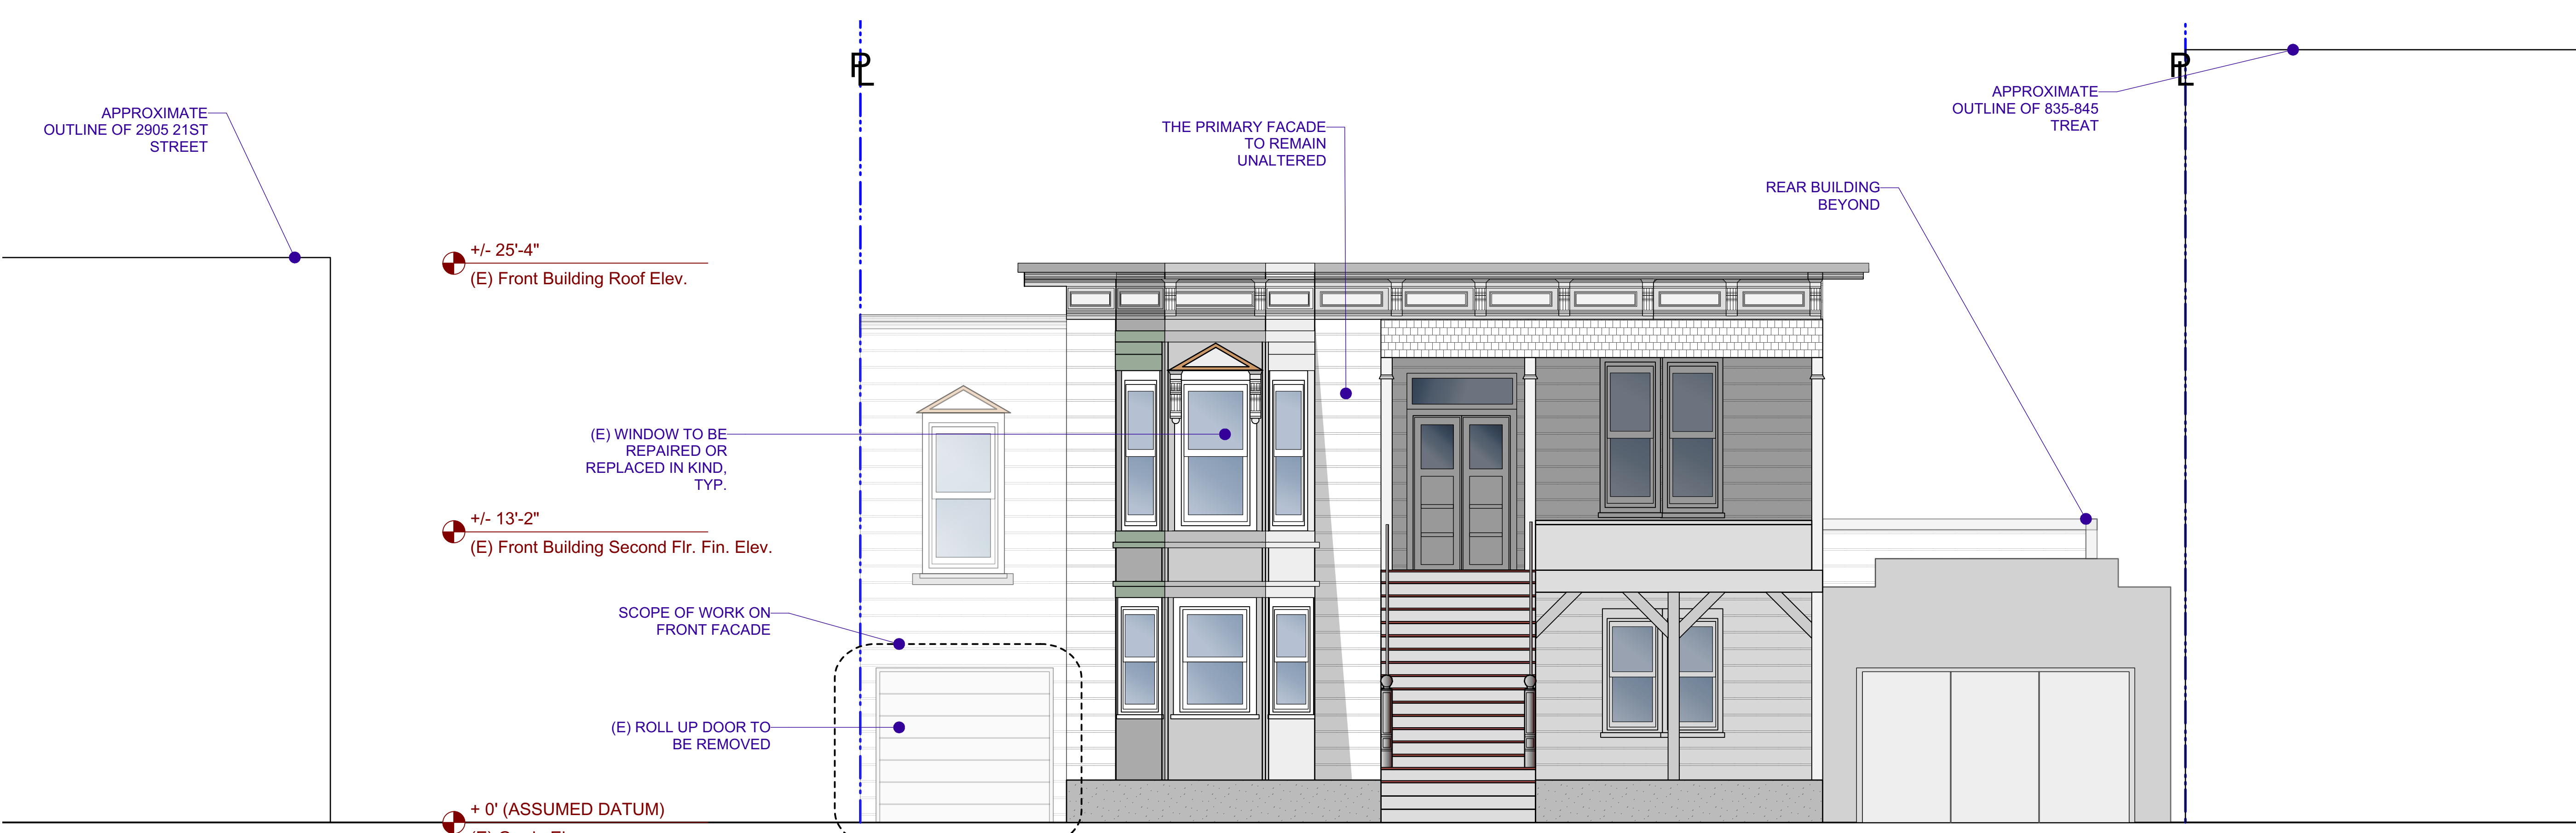 APPROXIMATE
OUTLINE OF 2905 21ST
STREET
+/- 25'-4"
(E) Front Building Roof Elev.
PL
THE PRIMARY FACADE
TO REMAIN
UNALTERED
PL
APPROXIMATE
OUTLINE OF 835-845
TREAT
REAR BUILDING
BEYOND
(E) WINDOW TO BE
REPAIRED OR
REPLACED IN KIND,
TYP.
+/- 13'-2"
(E) Front Building Second Flr. Fin. Elev.
SCOPE OF WORK ON
FRONT FACADE
(E) ROLL UP DOOR TO
BE REMOVED
+ 0' (ASSUMED DATUM)